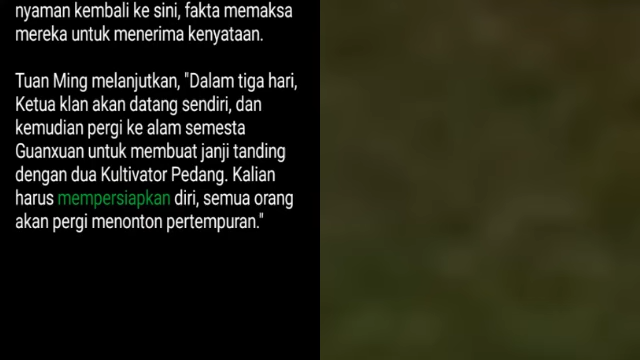 nyaman kembali ke sini, fakta memaksa
mereka untuk menerima kenyataan.
Tuan Ming melanjutkan, "Dalam tiga hari,
Ketua klan akan datang sendiri, dan
kemudian pergi ke alam semesta
Guanxuan untuk membuat janji tanding
dengan dua Kultivator Pedang. Kalian
harus mempersiapkan diri, semua orang
akan pergi menonton pertempuran."